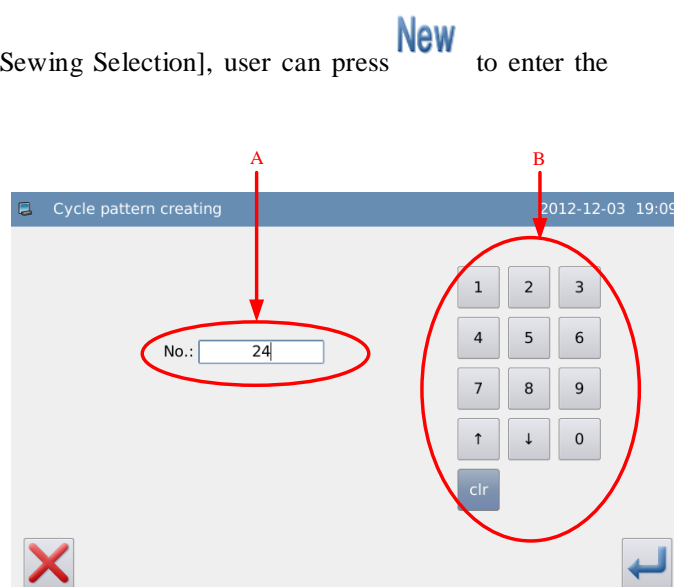 Sewing Selection], user can press New to enter the
A B
Cycle pattern creating 2012-12-03 19:09
1 2 3
No.: 24 4 5 6
7 8 9
↑ ↓ 0
clr